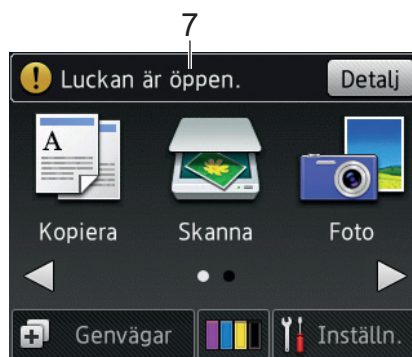 7
Luckan är öppen. Detalj
A
Kopiera Skanna Foto
Genvägar Inställn.